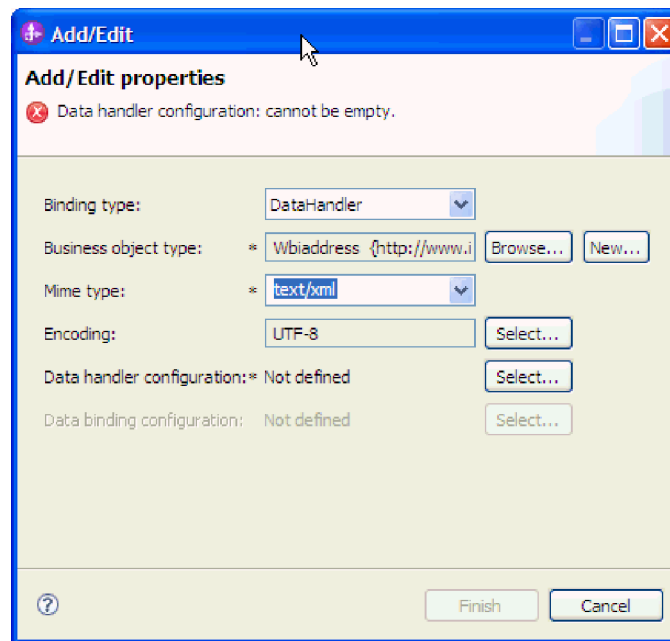 Add/Edit
Add/Edit properties
Data handler configuration: cannot be empty.
Binding type: DataHandler
Business object type: * Wbiaddress {http://www.i Browse... New...
Mime type: * text/xml
Encoding: UTF-8 Select...
Data handler configuration:* Not defined Select...
Data binding configuration: Not defined Select...
Finish Cancel